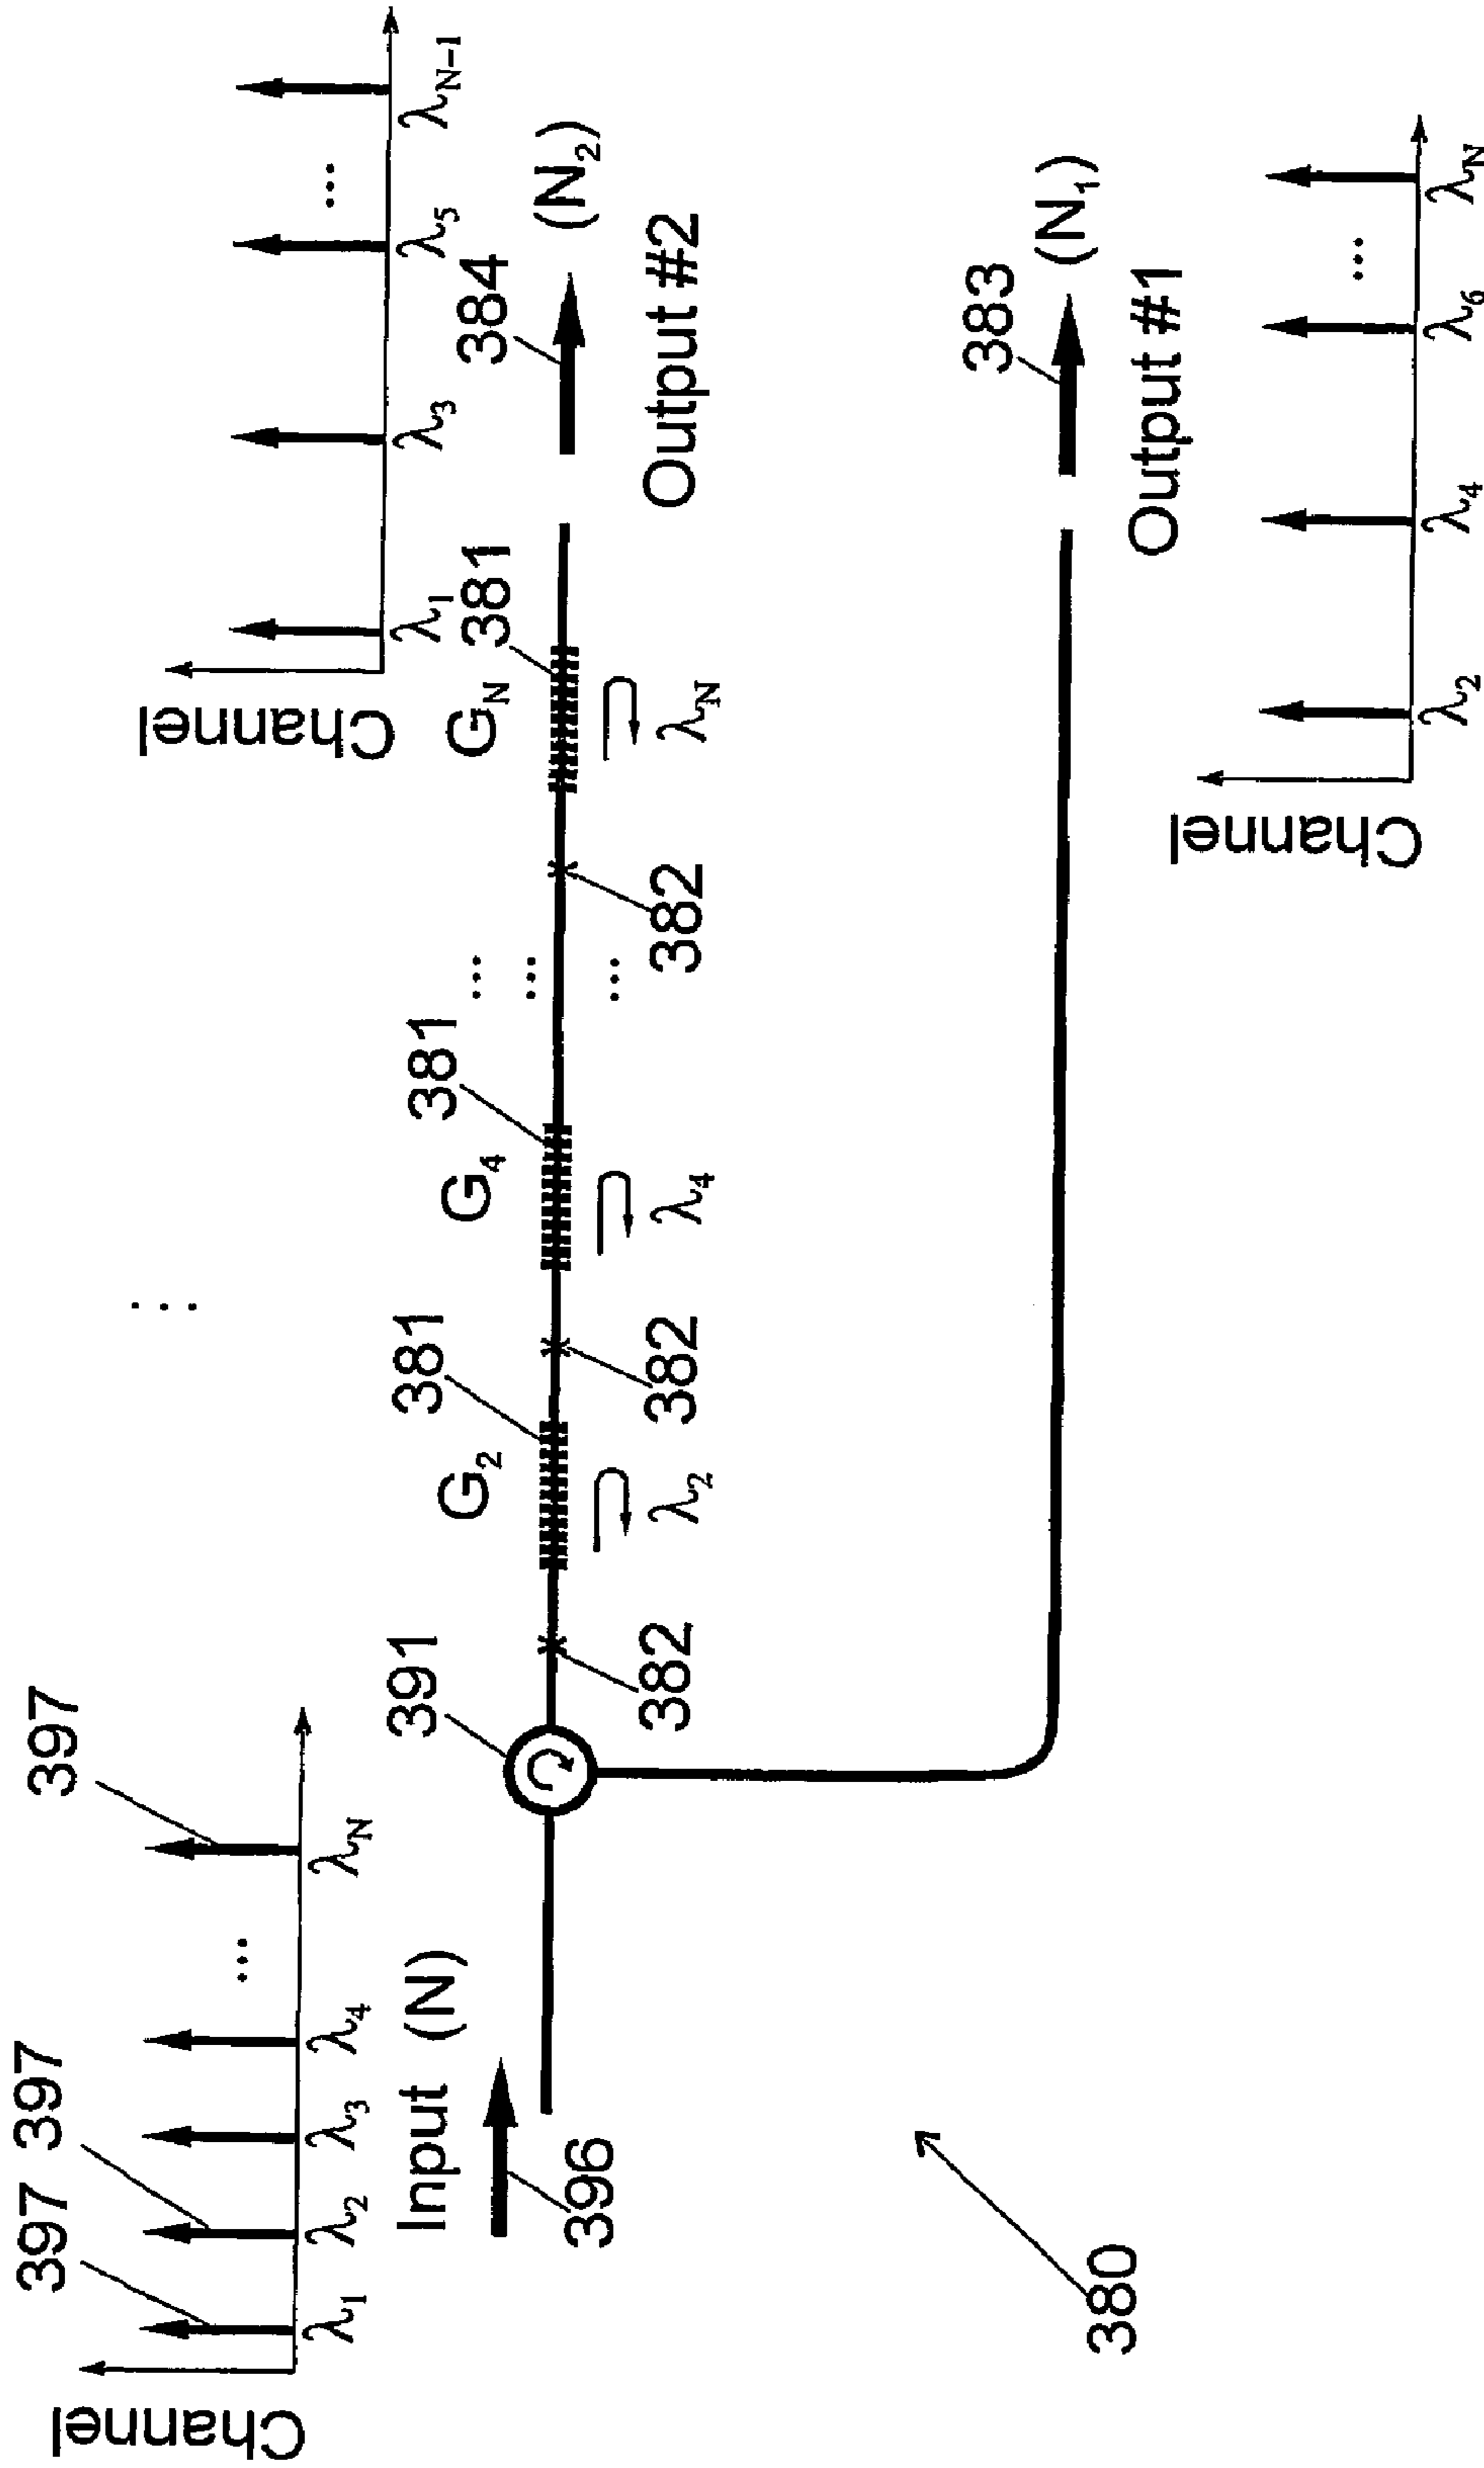 397 397 397
Channel
λ1 λ2 λ3 λ4 ... λN
Input (N)
396
391
382
G2
381
λ2
382
G4
381
λ4
...
...
...
...
382
GN
381
λN
Channel
λ1 λ3 λ5 ... λN-1
384 (N2)
Output #2
383 (N1)
Output #1
Channel
λ2 λ4 λ6 ... λN
380